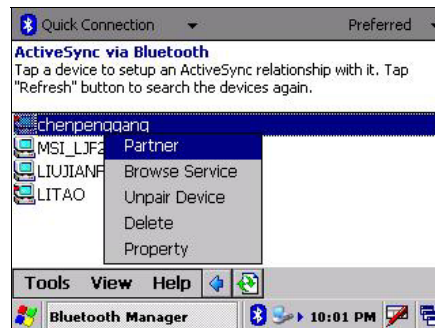 Quick Connection Preferred
ActiveSync via Bluetooth
Tap a device to setup an ActiveSync relationship with it. Tap
"Refresh" button to search the devices again.
chenpenggang
MSI_LJF2
Partner
LIUJIANF
Browse Service
LITAO
Unpair Device
Delete
Property
Tools View Help
Bluetooth Manager 10:01 PM